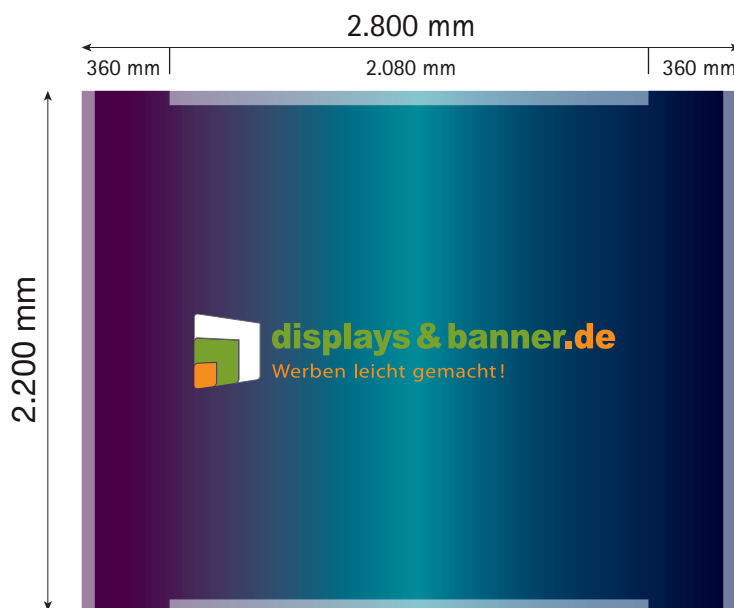 2.800 mm
360 mm
2.080 mm
360 mm
2.200 mm
displays & banner.de
Werben leicht gemacht!